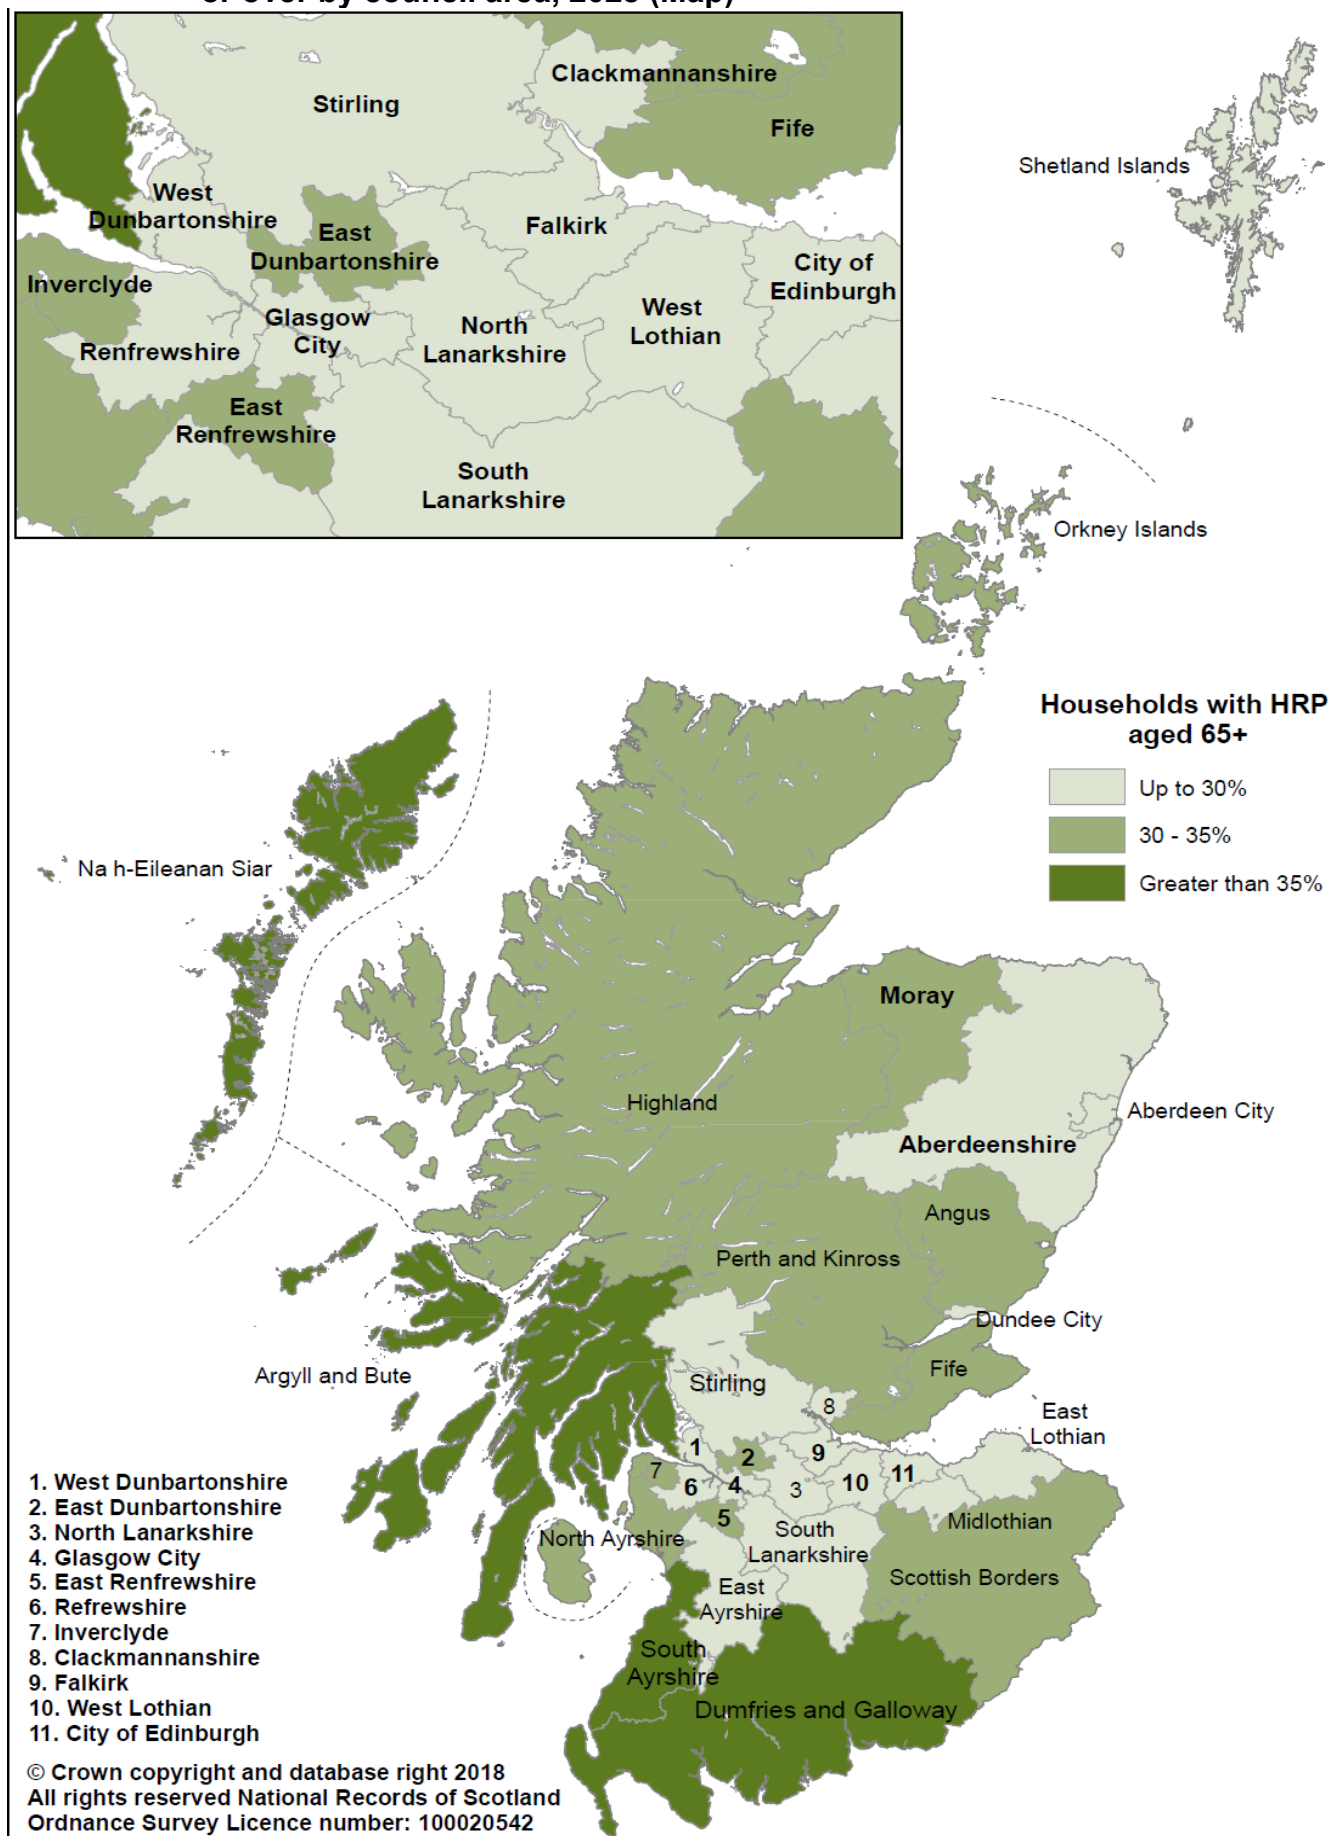 or over by council area, 2028 (Map)
Clackmannanshire
Stirling
Fife
West
Dunbartonshire
East
Dunbartonshire
Falkirk
City of
Edinburgh
Inverclyde
Glasgow
City
North
Lanarkshire
West
Lothian
Renfrewshire
East
Renfrewshire
South
Lanarkshire
Shetland Islands
Orkney Islands
Households with HRP
aged 65+
Up to 30%
30 - 35%
Greater than 35%
Na h-Eileanan Siar
Moray
Highland
Aberdeen City
Aberdeenshire
Angus
Perth and Kinross
Dundee City
Fife
Argyll and Bute
Stirling
8
East
Lothian
1
2
9
7
6
4
3
10
11
5
North Ayrshire
South
Lanarkshire
Midlothian
Scottish Borders
East
Ayrshire
South
Ayrshire
Dumfries and Galloway
1. West Dunbartonshire
2. East Dunbartonshire
3. North Lanarkshire
4. Glasgow City
5. East Renfrewshire
6. Refrewshire
7. Inverclyde
8. Clackmannanshire
9. Falkirk
10. West Lothian
11. City of Edinburgh
© Crown copyright and database right 2018
All rights reserved National Records of Scotland
Ordnance Survey Licence number: 100020542